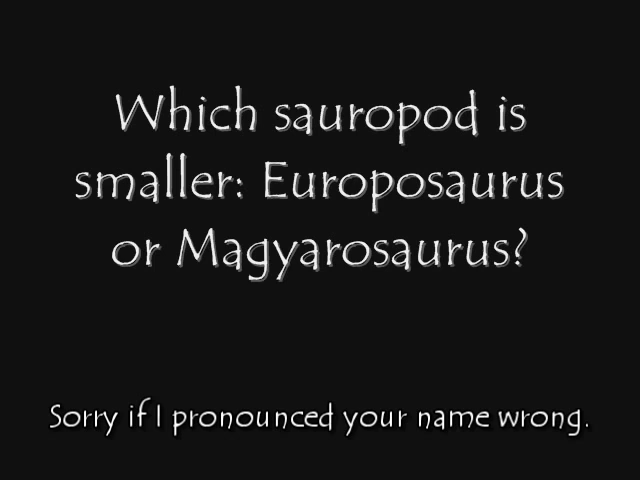 Which sauropod is
smaller: Europosaurus
or Magyarosaurus?
Sorry if I pronounced your name wrong.